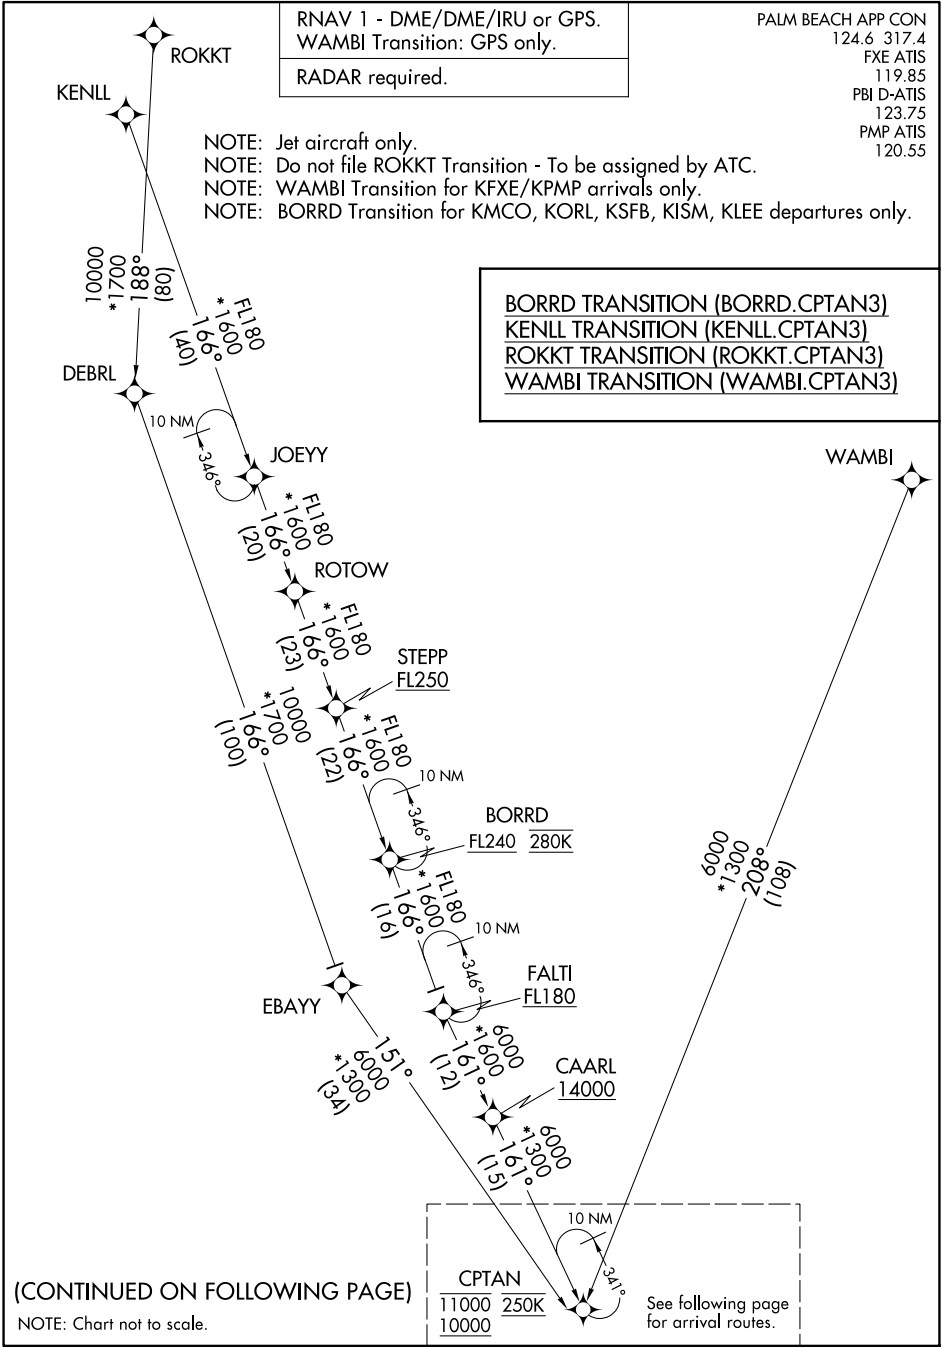 RNAV 1 - DME/DME/IRU or GPS.
WAMBI Transition: GPS only.
RADAR required.
PALM BEACH APP CON
124.6 317.4
FXE ATIS
119.85
PBI D-ATIS
123.75
PMP ATIS
120.55
ROKKT
KENLL
NOTE: Jet aircraft only.
NOTE: Do not file ROKKT Transition - To be assigned by ATC.
NOTE: WAMBI Transition for KFXE/KPMP arrivals only.
NOTE: BORRD Transition for KMCO, KORL, KSFB, KISM, KLEE departures only.
10000
*1700
188°
(80)
FL180
*1600
166°
(40)
BORRD TRANSITION (BORRD.CPTAN3)
KENLL TRANSITION (KENLL.CPTAN3)
ROKKT TRANSITION (ROKKT.CPTAN3)
WAMBI TRANSITION (WAMBI.CPTAN3)
DEBRL
10 NM
346°
JOEYY
WAMBI
FL180
*1600
166°
(20)
ROTOW
FL180
*1600
166°
(23)
STEPP
FL250
10000
*1700
166°
(100)
FL180
*1600
166°
(22)
10 NM
346°
BORRD
FL240 280K
6000
*1300
208°
(108)
FL180
*1600
166°
(16)
10 NM
346°
FALTI
FL180
EBAYY
151°
6000
*1300
(34)
6000
*1600
161°
(12)
CAARL
14000
6000
*1300
161°
(15)
10 NM
341°
CPTAN
11000 250K
10000
See following page
for arrival routes.
(CONTINUED ON FOLLOWING PAGE)
NOTE: Chart not to scale.